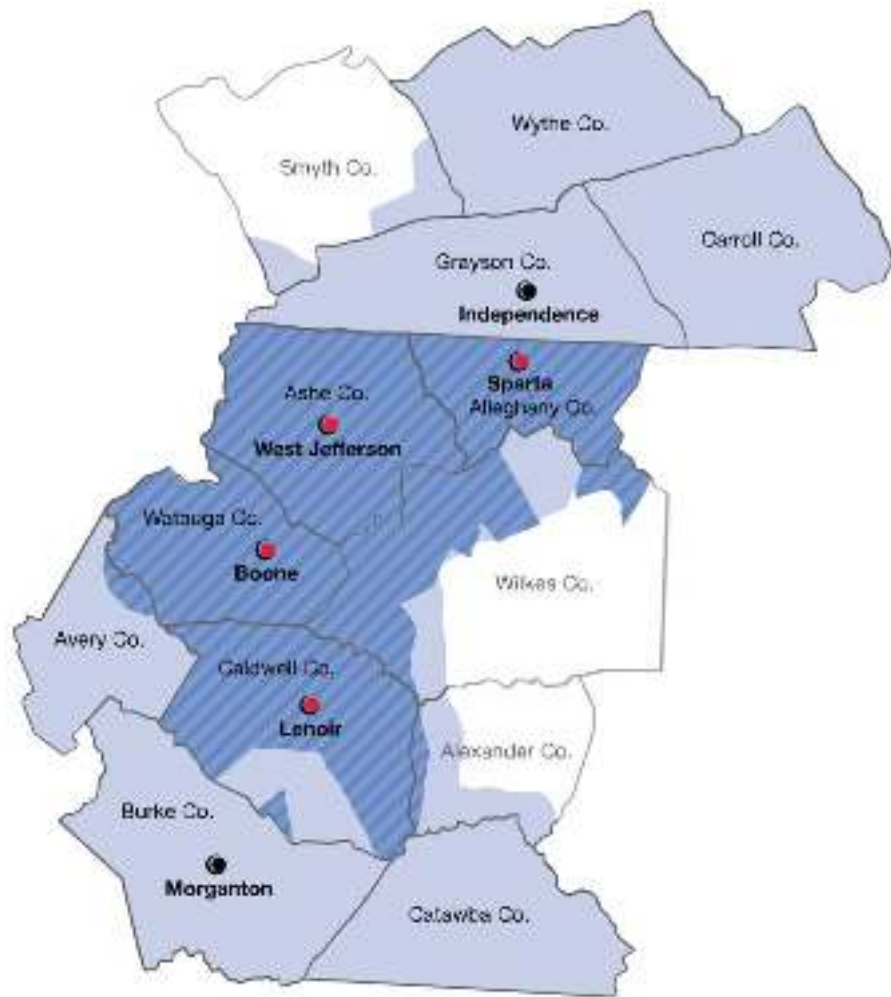 Wythe Co.
Smyth Co.
Carroll Co.
Grayson Co.
Independence
Sparta
Alleghany Co.
Ashe Co.
West Jefferson
Watauga Co.
Boone
Wilkes Co.
Avery Co.
Caldwell Co.
Lenoir
Alexander Co.
Burke Co.
Morganton
Catawba Co.